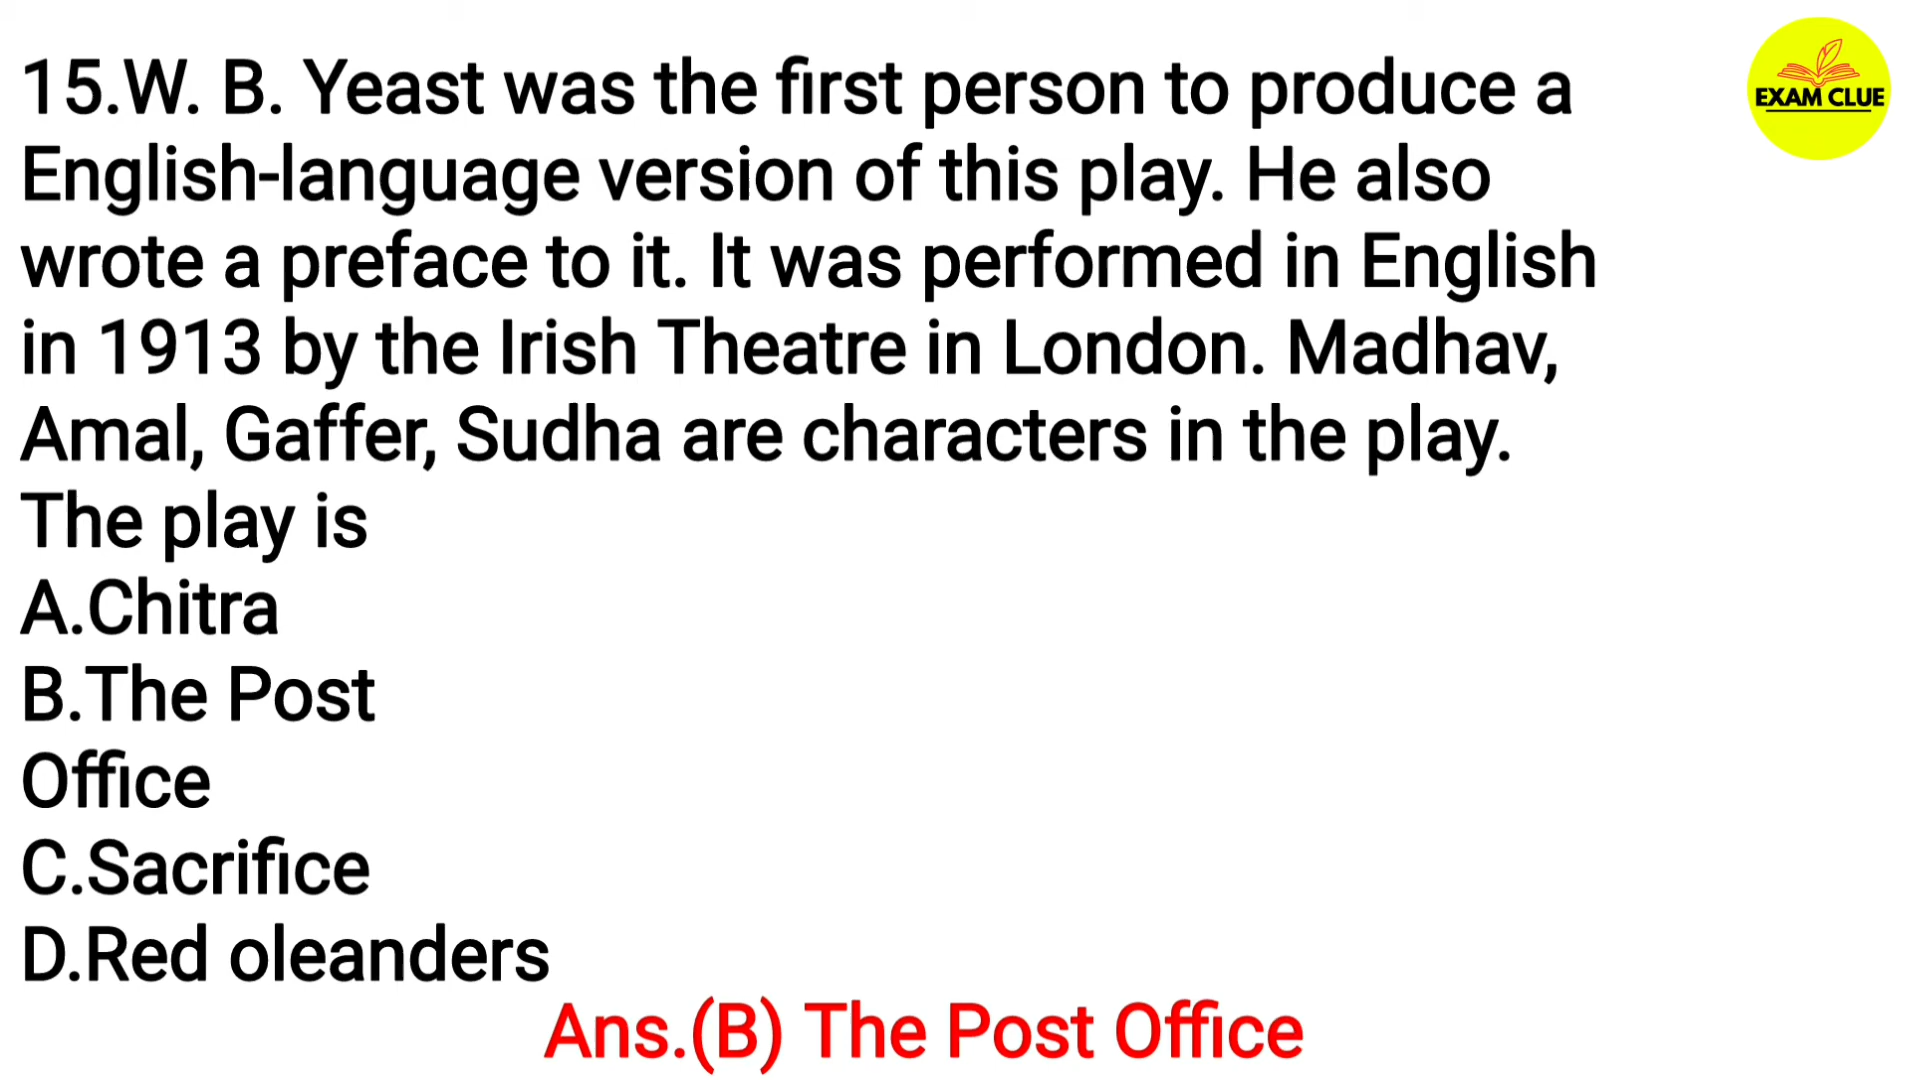 15.W. B. Yeast was the first person to produce a
English-language version of this play. He also
wrote a preface to it. It was performed in English
in 1913 by the Irish Theatre in London. Madhav,
Amal, Gaffer, Sudha are characters in the play.
The play is
A.Chitra
B.The Post
Office
C.Sacrifice
D.Red oleanders
Ans.(B) The Post Office
EXAM CLUE